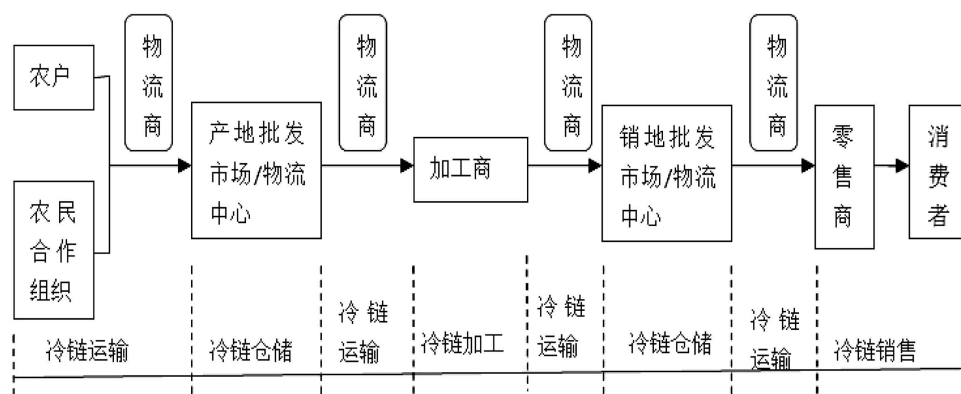 农户
农民
合作
组织
物
流
商
产地批发
市场/物流
中心
物
流
商
加工商
物
流
商
销地批发
市场/物流
中心
物
流
商
零
售
商
消
费
者
冷链运输
冷链仓储
冷链
运输
冷链加工
冷链
运输
冷链仓储
冷链
运输
冷链销售